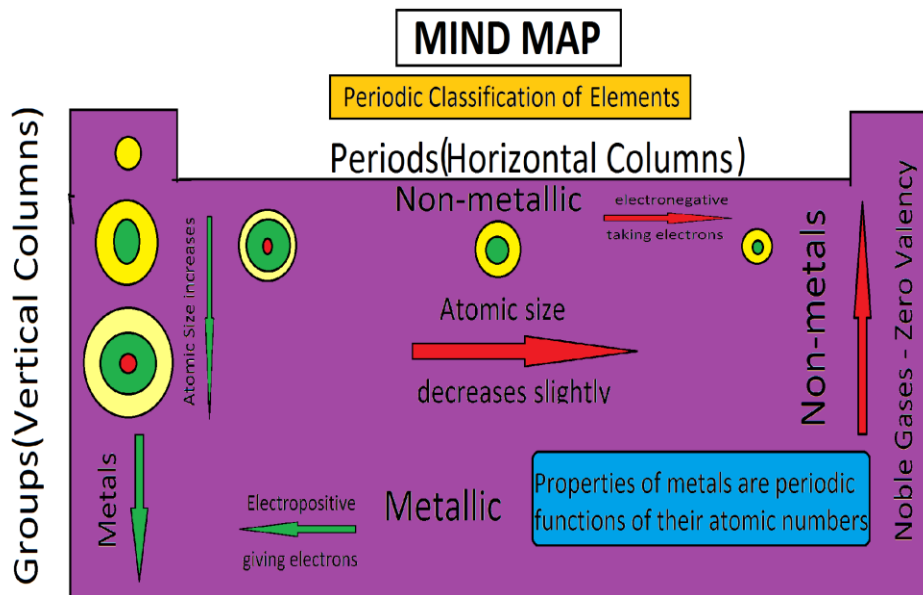 MIND MAP
Periodic Classification of Elements
Periods(Horizontal Columns)
Groups(Vertical Columns)
Non-metallic
electronegative
taking electrons
Atomic Size increases
Atomic size
decreases slightly
Non-metals
Noble Gases - Zero Valency
Metals
Electropositive
giving electrons
Metallic
Properties of metals are periodic
functions of their atomic numbers